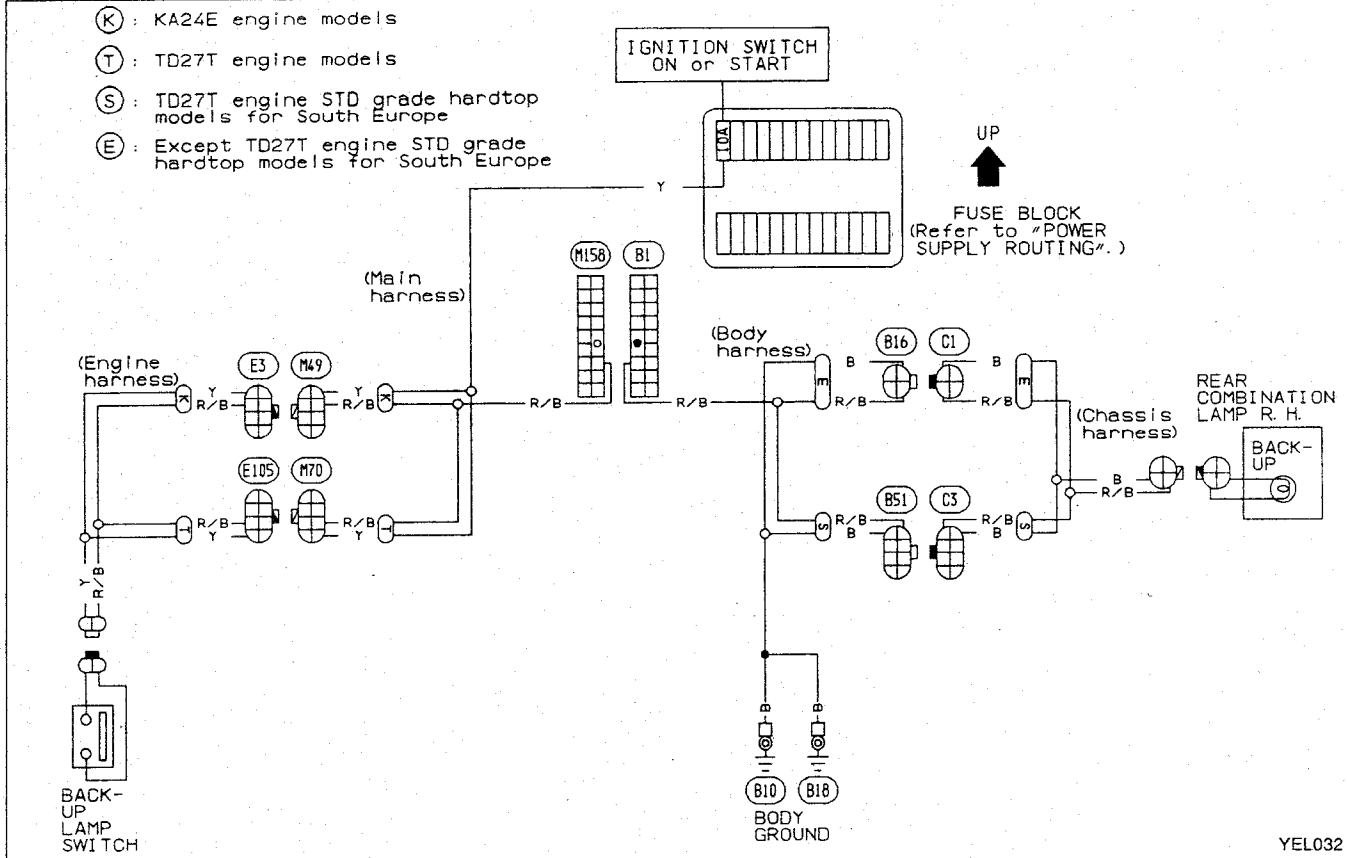 K : KA24E engine models
T : TD27T engine models
S : TD27T engine STD grade hardtop
models for South Europe
E : Except TD27T engine STD grade
hardtop models for South Europe
IGNITION SWITCH
ON or START
10A
UP
FUSE BLOCK
(Refer to "POWER
SUPPLY ROUTING".)
Y
(Main
harness)
M158
B1
(Engine
harness)
E3
M49
K
Y
R/B
Y
R/B
K
R/B
R/B
E105
M70
T
R/B
Y
R/B
Y
T
Y
R/B
BACK-
UP
LAMP
SWITCH
(Body
harness)
B16
C1
E
B
R/B
B
R/B
E
B51
C3
S
R/B
B
R/B
B
S
(Chassis
harness)
B
R/B
REAR
COMBINATION
LAMP R. H.
BACK-
UP
B
B
B10
B18
BODY
GROUND
YEL032